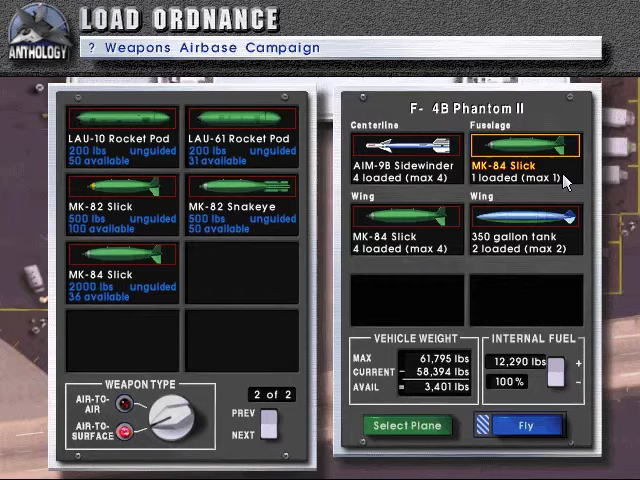 LOAD ORDNANCE
ANTHOLOGY
? Weapons Airbase Campaign
LAU-10 Rocket Pod
200 lbs unguided
50 available
LAU-61 Rocket Pod
200 lbs unguided
31 available
MK-82 Slick
500 lbs unguided
100 available
MK-82 Snakeye
500 lbs unguided
50 available
MK-84 Slick
2000 lbs unguided
36 available
WEAPON TYPE
AIR-TO-
AIR
AIR-TO-
SURFACE
2 of 2
PREV
NEXT
F- 4B Phantom II
Centerline
AIM-9B Sidewinder
4 loaded (max 4)
Fuselage
MK-84 Slick
1 loaded (max 1)
Wing
MK-84 Slick
4 loaded (max 4)
Wing
350 gallon tank
2 loaded (max 2)
VEHICLE WEIGHT
MAX 61,795 lbs
CURRENT - 58,394 lbs
AVAIL = 3,401 lbs
INTERNAL FUEL
12,290 lbs
100 %
+
-
Select Plane
Fly